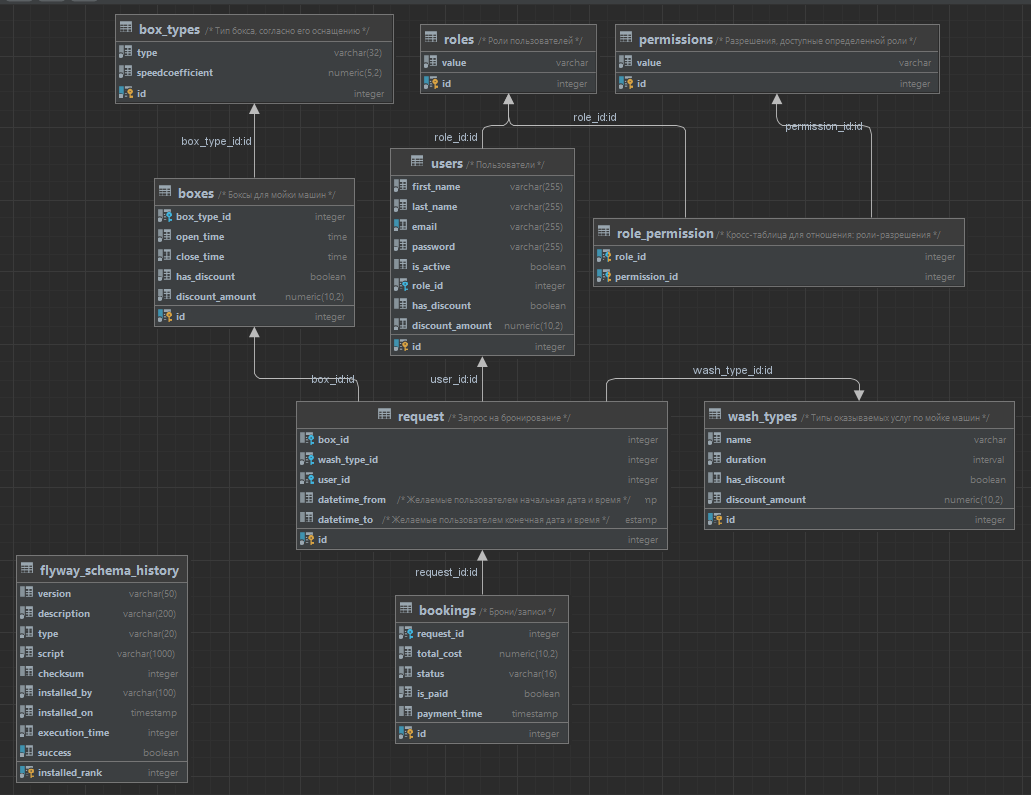 box_types /* Тип бокса, согласно его оснащению */
type varchar(32)
speedcoefficient numeric(5,2)
id integer
roles /* Роли пользователей */
value varchar
id integer
permissions /* Разрешения, доступные определенной роли */
value varchar
id integer
box_type_id:id
role_id:id
role_id:id
permission_id:id
boxes /* Боксы для мойки машин */
box_type_id integer
open_time time
close_time time
has_discount boolean
discount_amount numeric(10,2)
id integer
users /* Пользователи */
first_name varchar(255)
last_name varchar(255)
email varchar(255)
password varchar(255)
is_active boolean
role_id integer
has_discount boolean
discount_amount numeric(10,2)
id integer
role_permission /* Кросс-таблица для отношения: роли-разрешения */
role_id integer
permission_id integer
box_id:id
user_id:id
wash_type_id:id
request /* Запрос на бронирование */
box_id integer
wash_type_id integer
user_id integer
datetime_from /* Желаемые пользователем начальная дата и время */ mp
datetime_to /* Желаемые пользователем конечная дата и время */ estamp
id integer
wash_types /* Типы оказываемых услуг по мойке машин */
name varchar
duration interval
has_discount boolean
discount_amount numeric(10,2)
id integer
request_id:id
flyway_schema_history
version varchar(50)
description varchar(200)
type varchar(20)
script varchar(1000)
checksum integer
installed_by varchar(100)
installed_on timestamp
execution_time integer
success boolean
installed_rank integer
bookings /* Брони/записи */
request_id integer
total_cost numeric(10,2)
status varchar(16)
is_paid boolean
payment_time timestamp
id integer